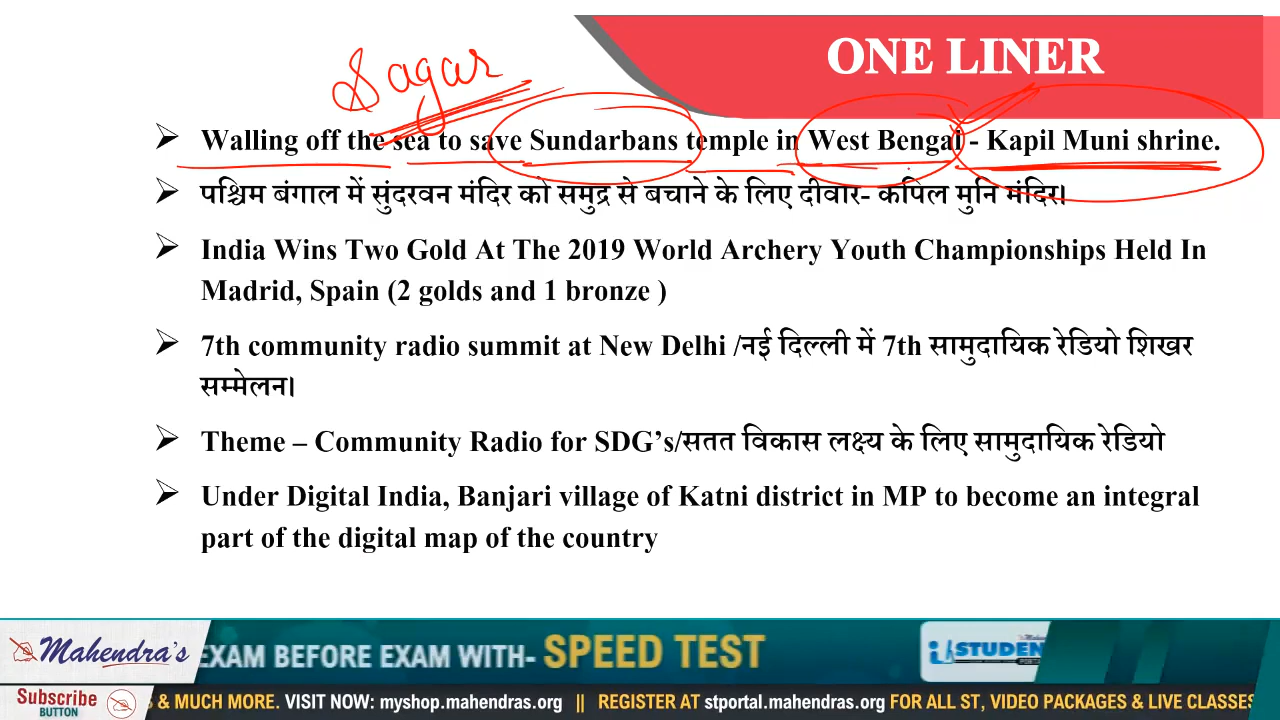 ONE LINER
Sagar
➢ Walling off the sea to save Sundarbans temple in West Bengal - Kapil Muni shrine.
➢ पश्चिम बंगाल में सुंदरवन मंदिर को समुद्र से बचाने के लिए दीवार- कपिल मुनि मंदिर।
➢ India Wins Two Gold At The 2019 World Archery Youth Championships Held In
Madrid, Spain (2 golds and 1 bronze )
➢ 7th community radio summit at New Delhi /नई दिल्ली में 7th सामुदायिक रेडियो शिखर
सम्मेलन।
➢ Theme – Community Radio for SDG’s/सतत विकास लक्ष्य के लिए सामुदायिक रेडियो
➢ Under Digital India, Banjari village of Katni district in MP to become an integral
part of the digital map of the country
Mahendra's EXAM BEFORE EXAM WITH- SPEED TEST STUDEN
Subscribe BUTTON & MUCH MORE. VISIT NOW: myshop.mahendras.org || REGISTER AT stportal.mahendras.org FOR ALL ST, VIDEO PACKAGES & LIVE CLASSES